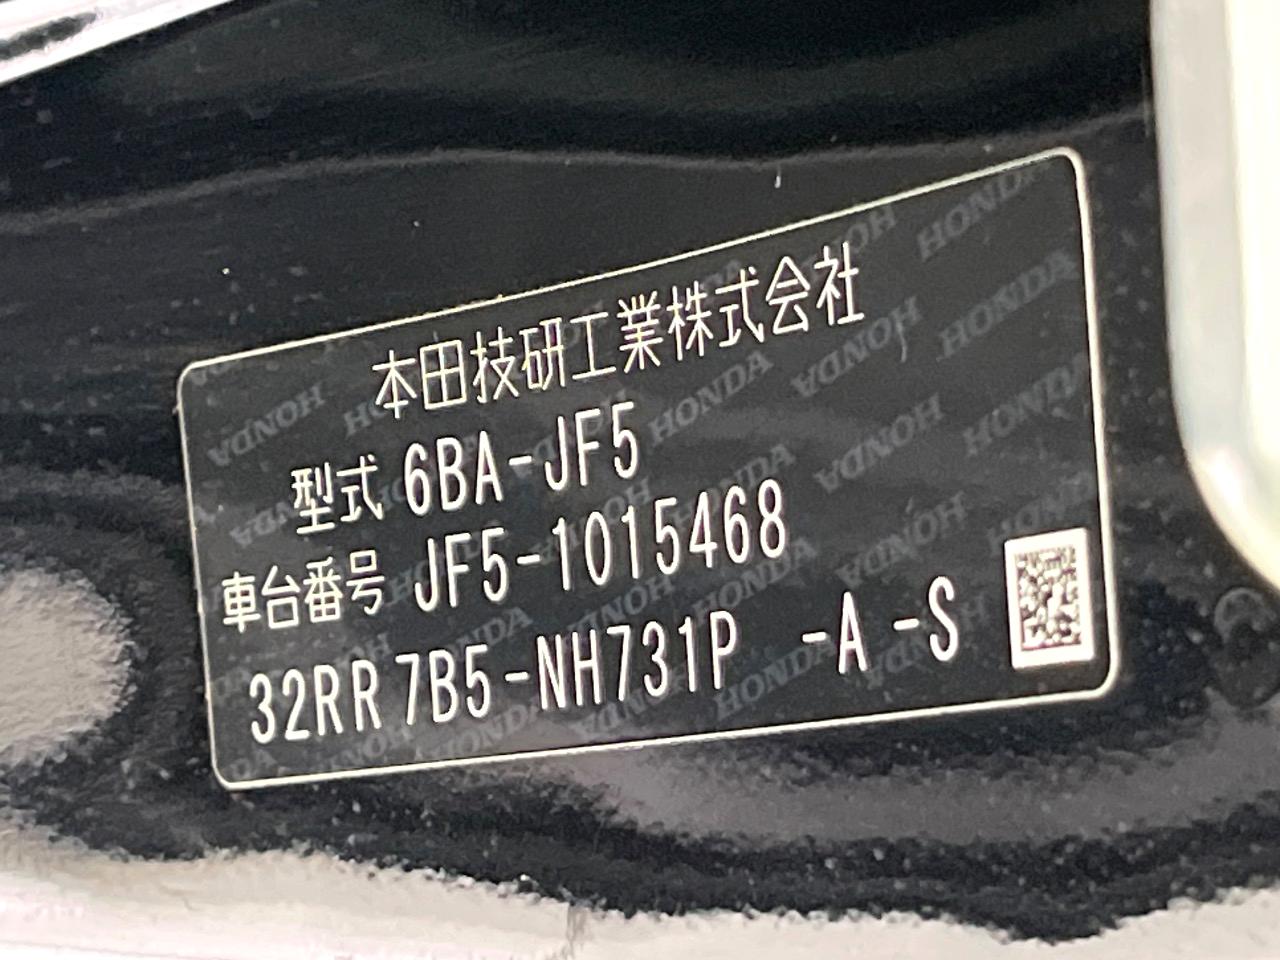 本田技研工業株式会社
型式 6BA-JF5
車台番号 JF5-1015468
32RR 7B5-NH731P -A -S